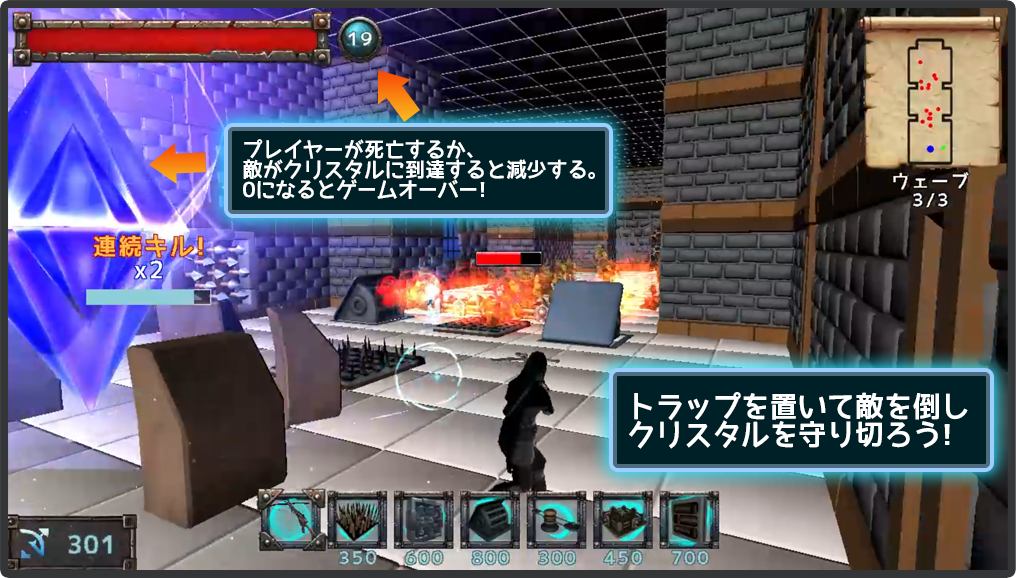 19
プレイヤーが死亡するか、
敵がクリスタルに到達すると減少する。
0になるとゲームオーバー!
ウェーブ
3/3
連続キル!
x2
トラップを置いて敵を倒し
クリスタルを守り切ろう!
301
350 600 800 300 450 700